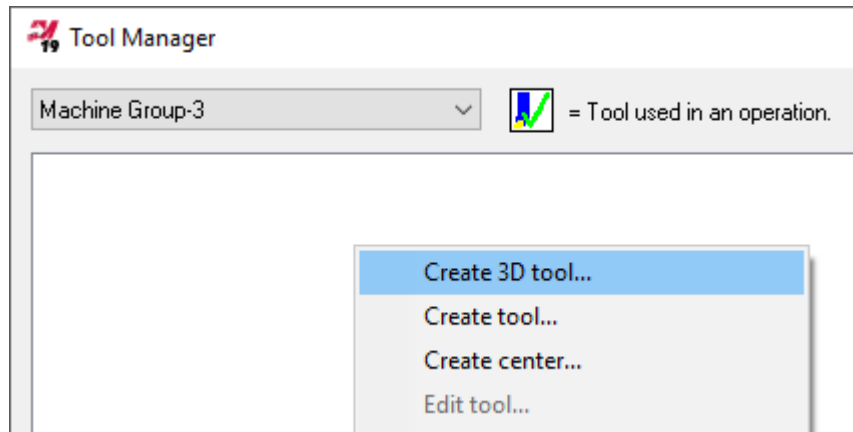 19 Tool Manager
Machine Group-3
= Tool used in an operation.
Create 3D tool...
Create tool...
Create center...
Edit tool...